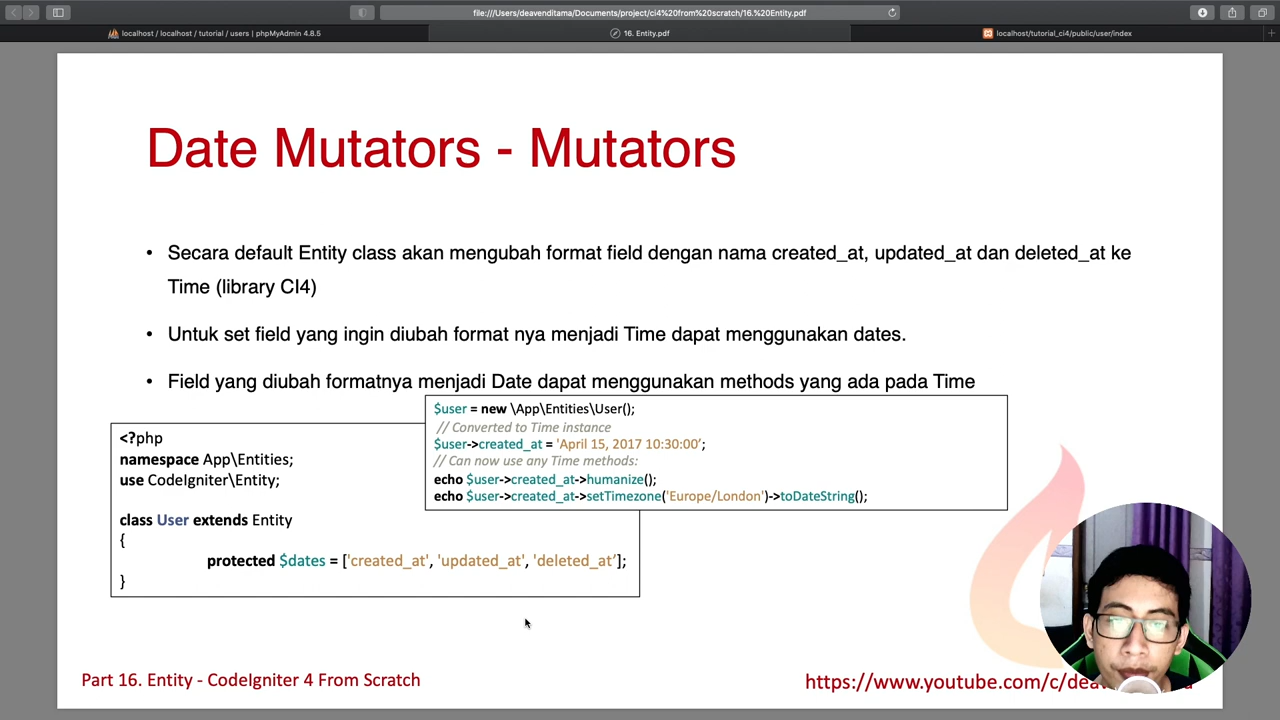 file:///Users/deavenditama/Documents/project/ci4%20from%20scratch/16.%20Entity.pdf
localhost / localhost / tutorial / users | phpMyAdmin 4.8.5
16. Entity.pdf
localhost/tutorial_ci4/public/user/index
Date Mutators - Mutators
• Secara default Entity class akan mengubah format field dengan nama created_at, updated_at dan deleted_at ke
Time (library CI4)
• Untuk set field yang ingin diubah format nya menjadi Time dapat menggunakan dates.
• Field yang diubah formatnya menjadi Date dapat menggunakan methods yang ada pada Time
$user = new \App\Entities\User();
// Converted to Time instance
$user->created_at = 'April 15, 2017 10:30:00’;
// Can now use any Time methods:
echo $user->created_at->humanize();
echo $user->created_at->setTimezone('Europe/London')->toDateString();
<?php
namespace App\Entities;
use CodeIgniter\Entity;
class User extends Entity
{
protected $dates = ['created_at', 'updated_at', 'deleted_at’];
}
Part 16. Entity - CodeIgniter 4 From Scratch
https://www.youtube.com/c/dea